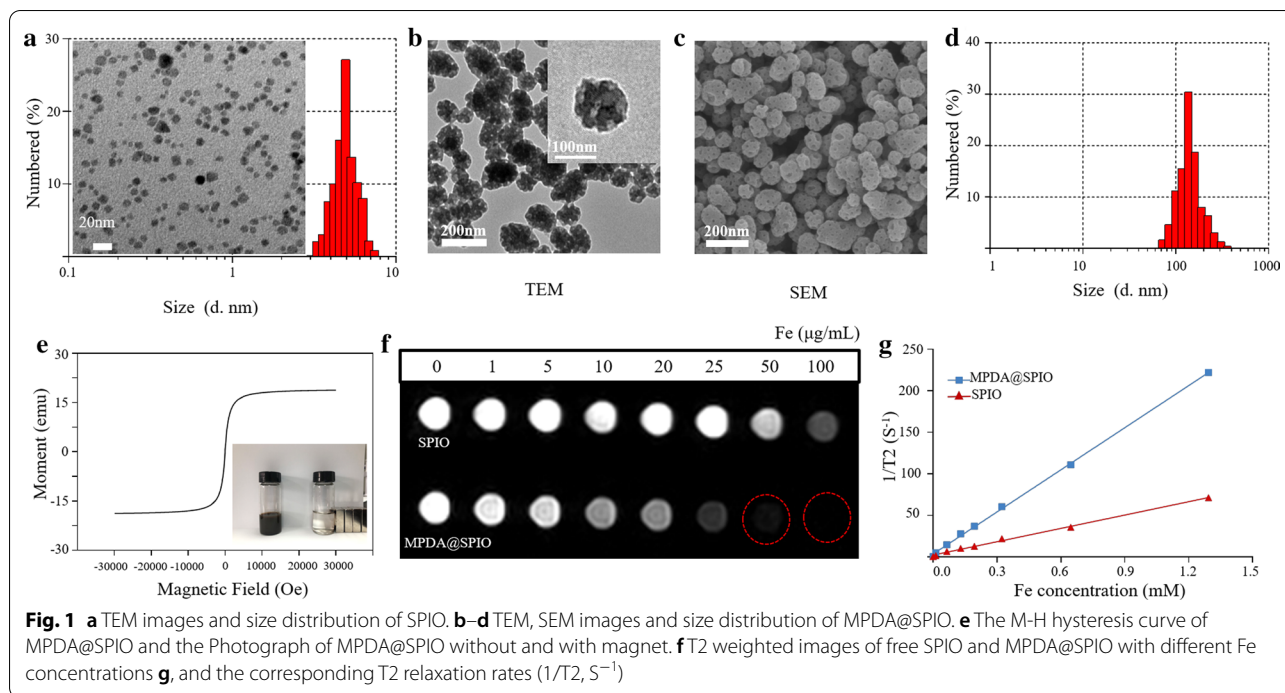 a
30
20
10
Numbered (%)
20nm
0.1
1
10
Size (d. nm)
b
100nm
200nm
TEM
c
200nm
SEM
d
40
30
20
10
Numbered (%)
1
10
100
1000
Size (d. nm)
e
30
15
0
-15
-30
Moment (emu)
-30000 -20000 -10000 0 10000 20000 30000
Magnetic Field (Oe)
f
Fe (μg/mL)
0 1 5 10 20 25 50 100
SPIO
MPDA@SPIO
g
250
200
150
100
50
1/T2 (S⁻¹)
MPDA@SPIO
SPIO
0.0 0.3 0.6 0.9 1.2 1.5
Fe concentration (mM)
Fig. 1 a TEM images and size distribution of SPIO. b–d TEM, SEM images and size distribution of MPDA@SPIO. e The M-H hysteresis curve of
MPDA@SPIO and the Photograph of MPDA@SPIO without and with magnet. f T2 weighted images of free SPIO and MPDA@SPIO with different Fe
concentrations g, and the corresponding T2 relaxation rates (1/T2, S⁻¹)